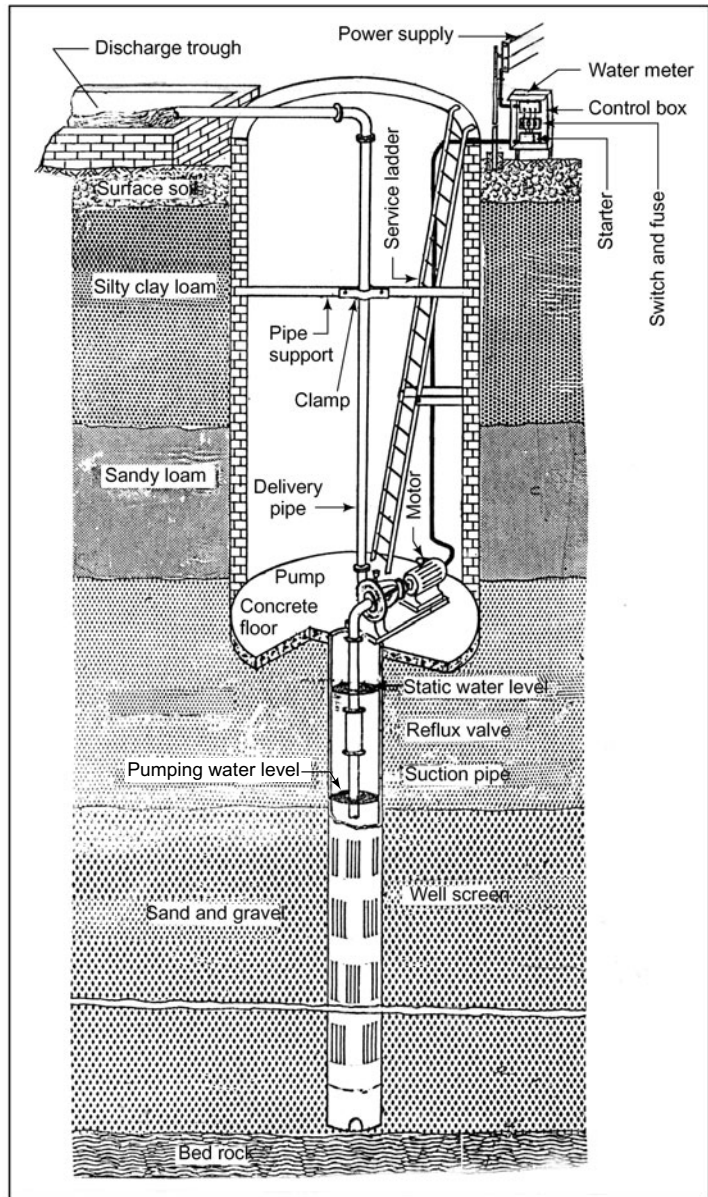 Discharge trough
Power supply
Water meter
Control box
Surface soil
Starter
Switch and fuse
Service ladder
Silty clay loam
Pipe
support
Clamp
Sandy loam
Delivery
pipe
Motor
Pump
Concrete
floor
Static water level
Reflux valve
Pumping water level
Suction pipe
Well screen
Sand and gravel
Bed rock